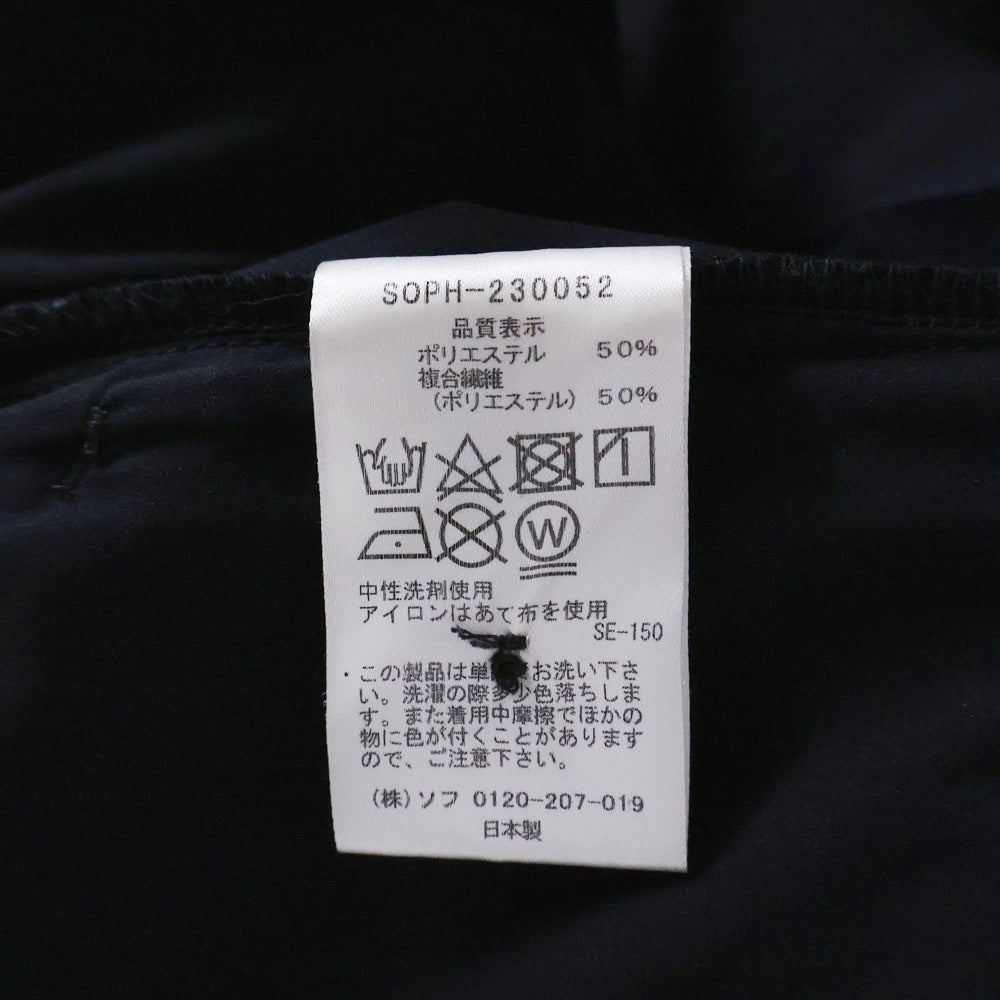 SOPH-230052
品質表示
ポリエステル 50%
複合繊維
(ポリエステル) 50%
W
中性洗剤使用
アイロンはあて布を使用
SE-150
・この製品は単 お洗い下さ
い。洗濯の際多少色落ちしま
す。また着用中摩擦でほかの
物に色が付くことがあります
ので、ご注意下さい。
(株)ソフ 0120-207-019
日本製